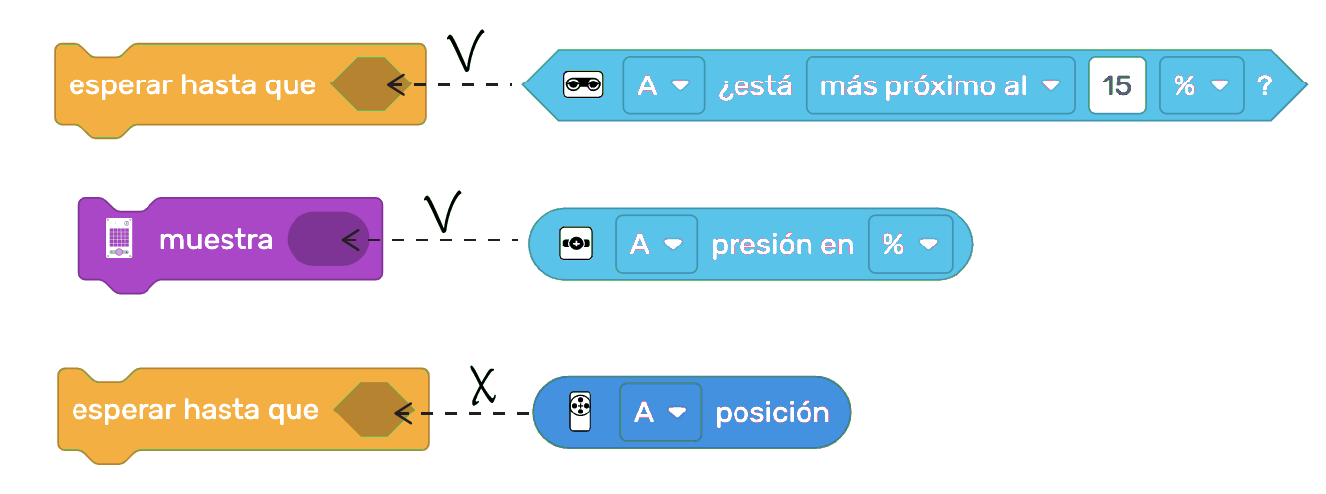 esperar hasta que V A ¿está más próximo al 15 % ?
muestra V A presión en %
esperar hasta que X A posición